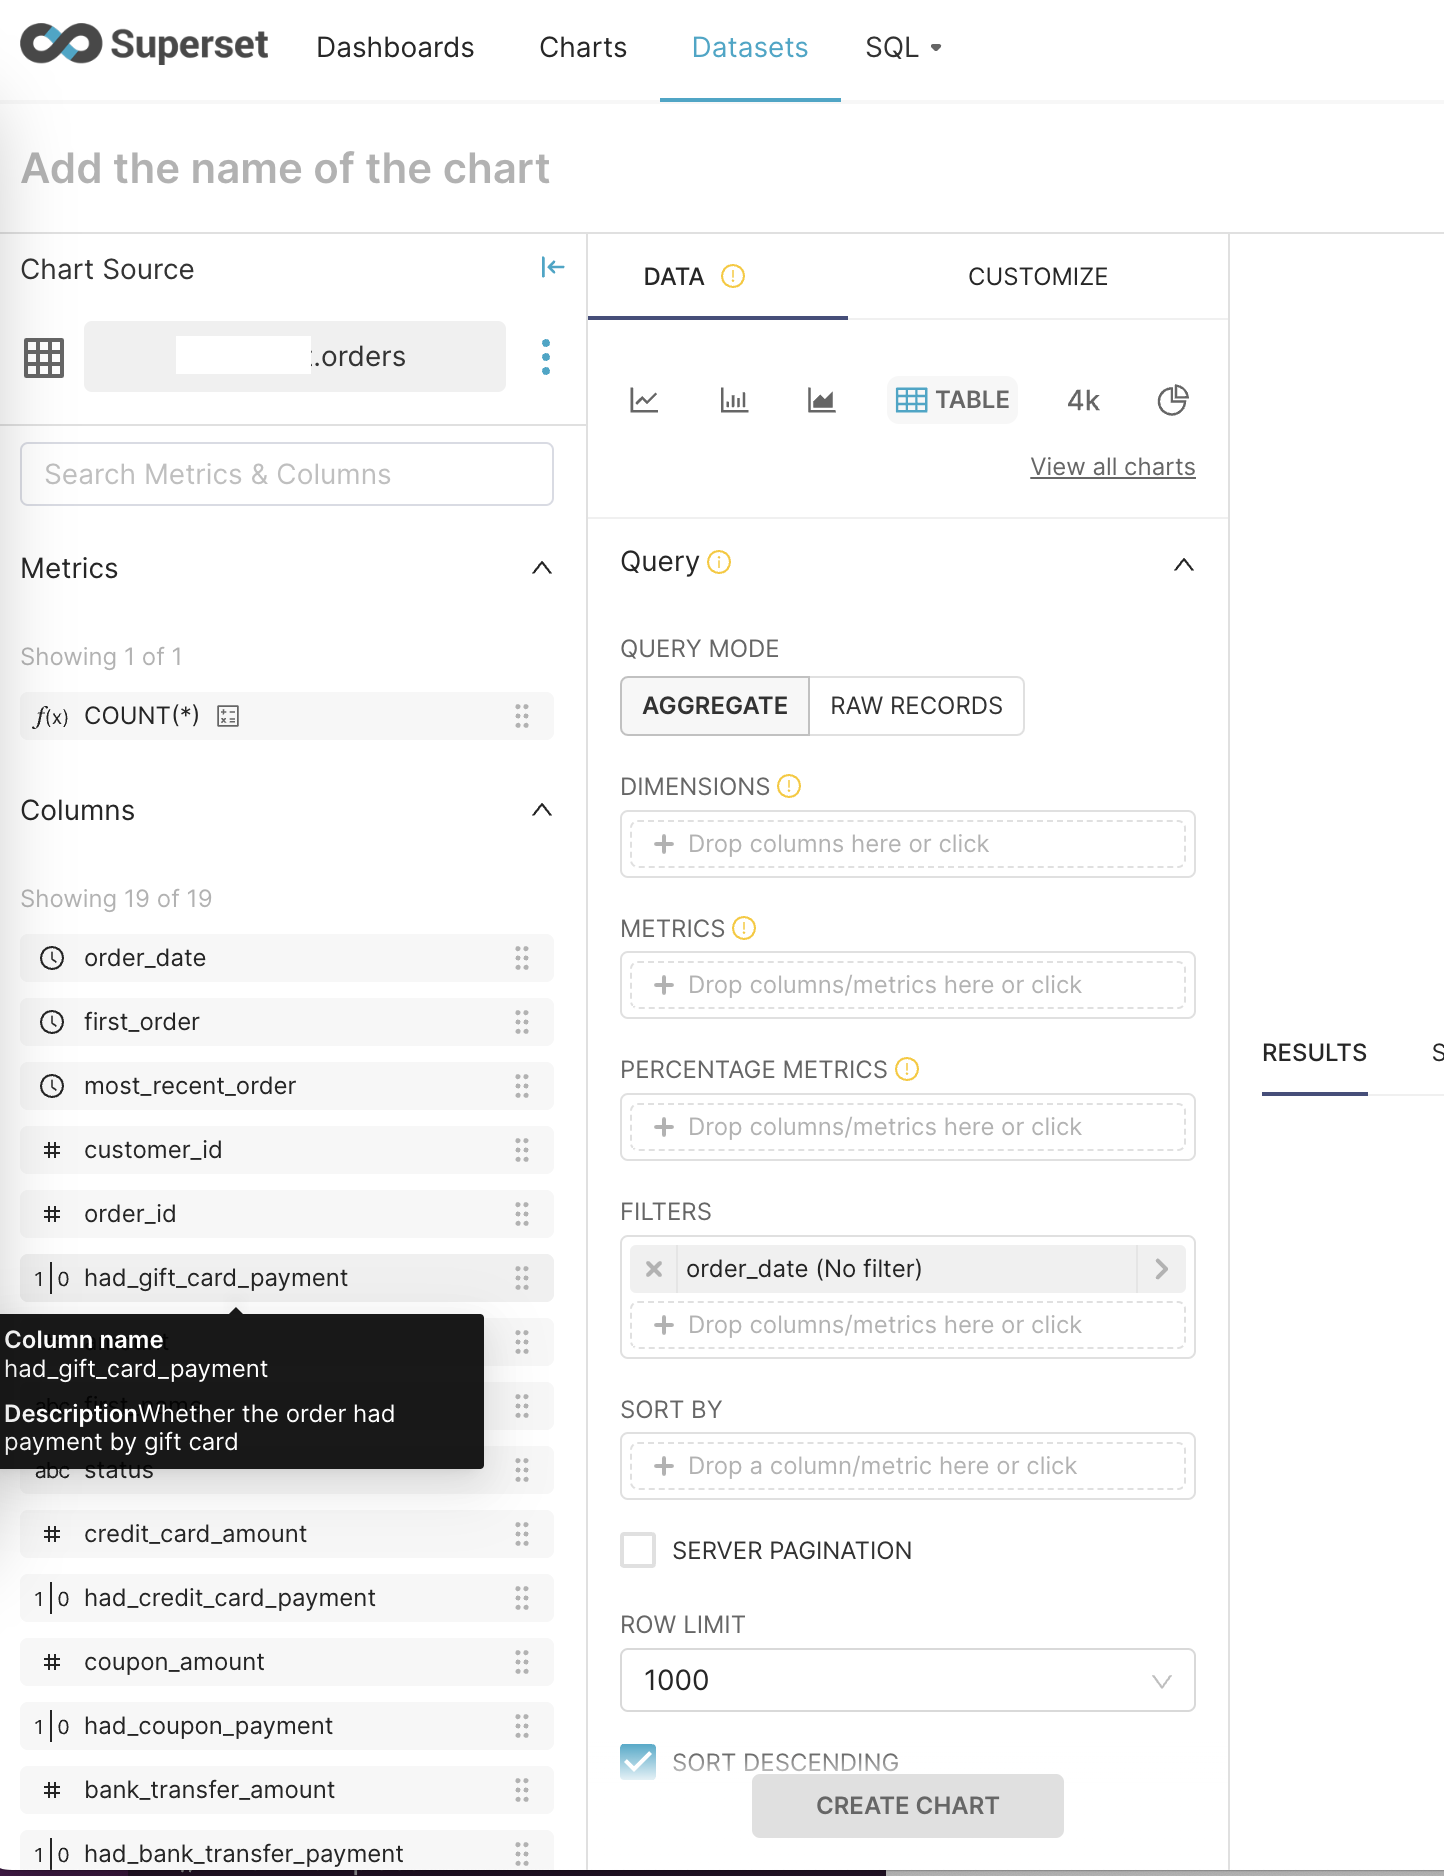 Superset
Dashboards
Charts
Datasets
SQL
Add the name of the chart
Chart Source
.orders
Search Metrics & Columns
Metrics
Showing 1 of 1
f(x) COUNT(*)
Columns
Showing 19 of 19
order_date
first_order
most_recent_order
# customer_id
# order_id
1|0 had_gift_card_payment
Column name
had_gift_card_payment
DescriptionWhether the order had
payment by gift card
abc status
# credit_card_amount
1|0 had_credit_card_payment
# coupon_amount
1|0 had_coupon_payment
# bank_transfer_amount
1|0 had_bank_transfer_payment
DATA
CUSTOMIZE
TABLE
4k
View all charts
Query
QUERY MODE
AGGREGATE
RAW RECORDS
DIMENSIONS
+ Drop columns here or click
METRICS
+ Drop columns/metrics here or click
PERCENTAGE METRICS
+ Drop columns/metrics here or click
FILTERS
order_date (No filter)
+ Drop columns/metrics here or click
SORT BY
+ Drop a column/metric here or click
SERVER PAGINATION
ROW LIMIT
1000
SORT DESCENDING
CREATE CHART
RESULTS
S